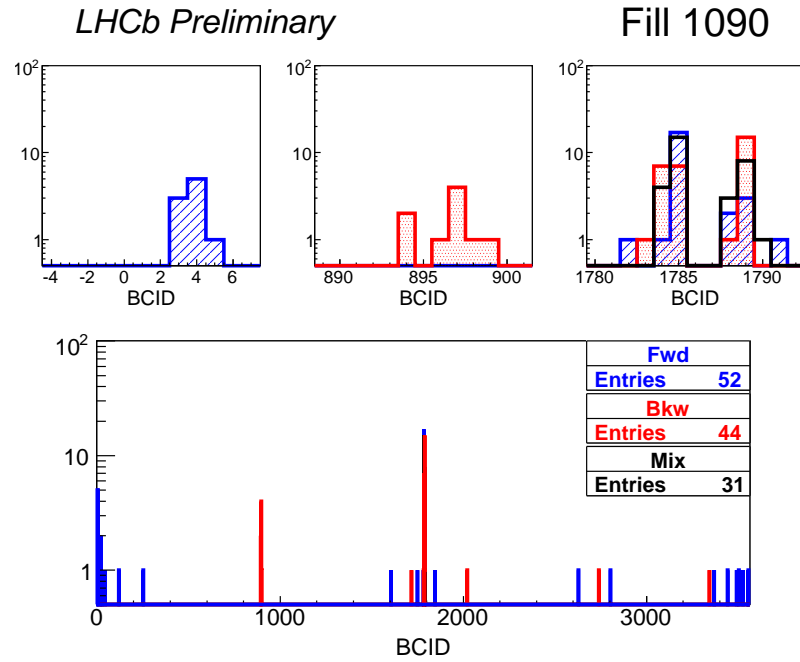 LHCb Preliminary
Fill 1090
10²
10
1
-4 -2 0 2 4 6
BCID
10²
10
1
890 895 900
BCID
10²
10
1
1780 1785 1790
BCID
10²
10
1
0 1000 2000 3000
BCID
Fwd
Entries 52
Bkw
Entries 44
Mix
Entries 31